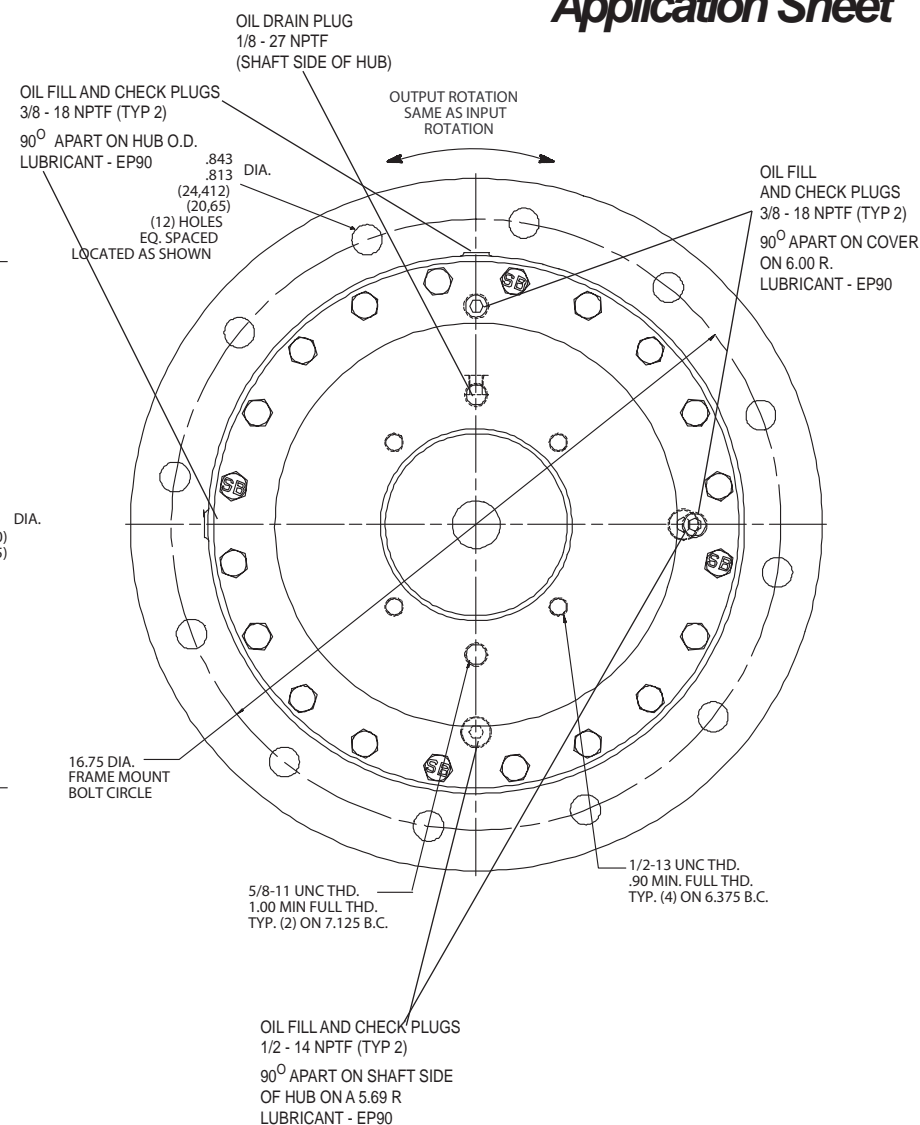 Application Sheet
OIL DRAIN PLUG
1/8 - 27 NPTF
(SHAFT SIDE OF HUB)
OIL FILL AND CHECK PLUGS
3/8 - 18 NPTF (TYP 2)
90O APART ON HUB O.D.
LUBRICANT - EP90
OUTPUT ROTATION
SAME AS INPUT
ROTATION
.843
.813 DIA.
(24,412)
(20,65)
(12) HOLES
EQ. SPACED
LOCATED AS SHOWN
OIL FILL
AND CHECK PLUGS
3/8 - 18 NPTF (TYP 2)
90O APART ON COVER
ON 6.00 R.
LUBRICANT - EP90
SB
SB
DIA.
SB
SB
16.75 DIA.
FRAME MOUNT
BOLT CIRCLE
5/8-11 UNC THD.
1.00 MIN FULL THD.
TYP. (2) ON 7.125 B.C.
1/2-13 UNC THD.
.90 MIN. FULL THD.
TYP. (4) ON 6.375 B.C.
OIL FILL AND CHECK PLUGS
1/2 - 14 NPTF (TYP 2)
90O APART ON SHAFT SIDE
OF HUB ON A 5.69 R
LUBRICANT - EP90